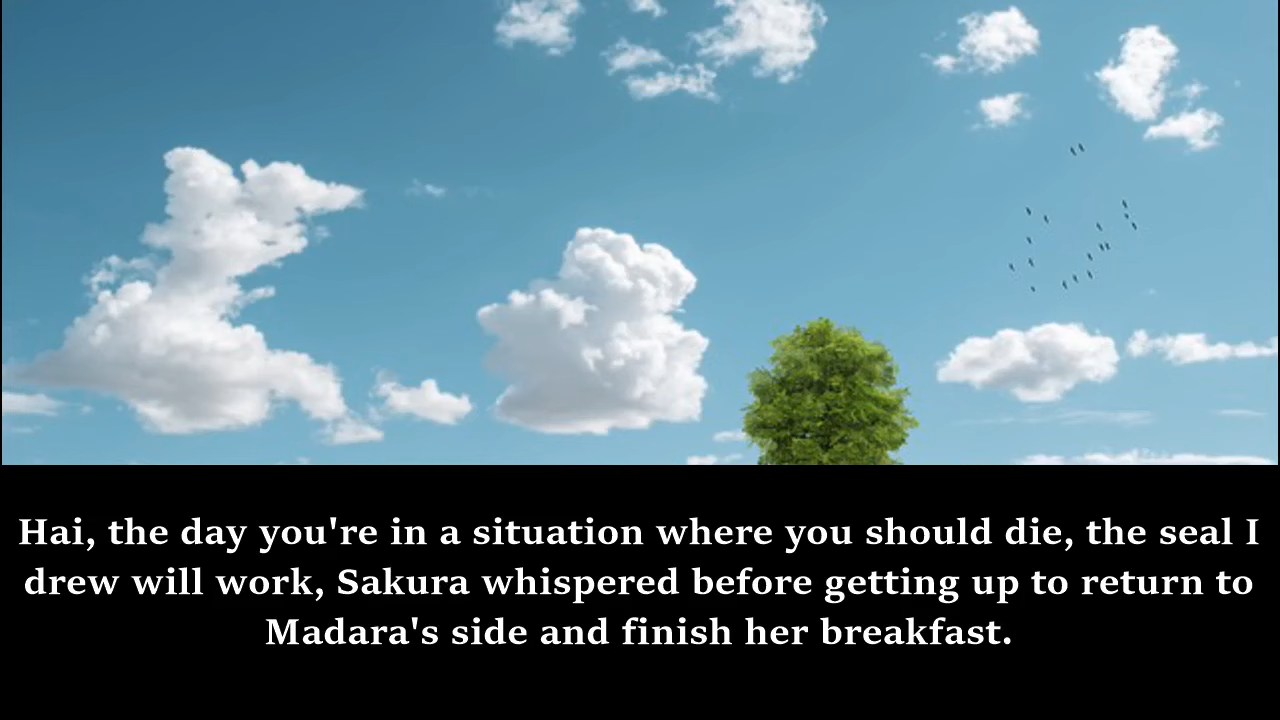 Hai, the day you're in a situation where you should die, the seal I
drew will work, Sakura whispered before getting up to return to
Madara's side and finish her breakfast.